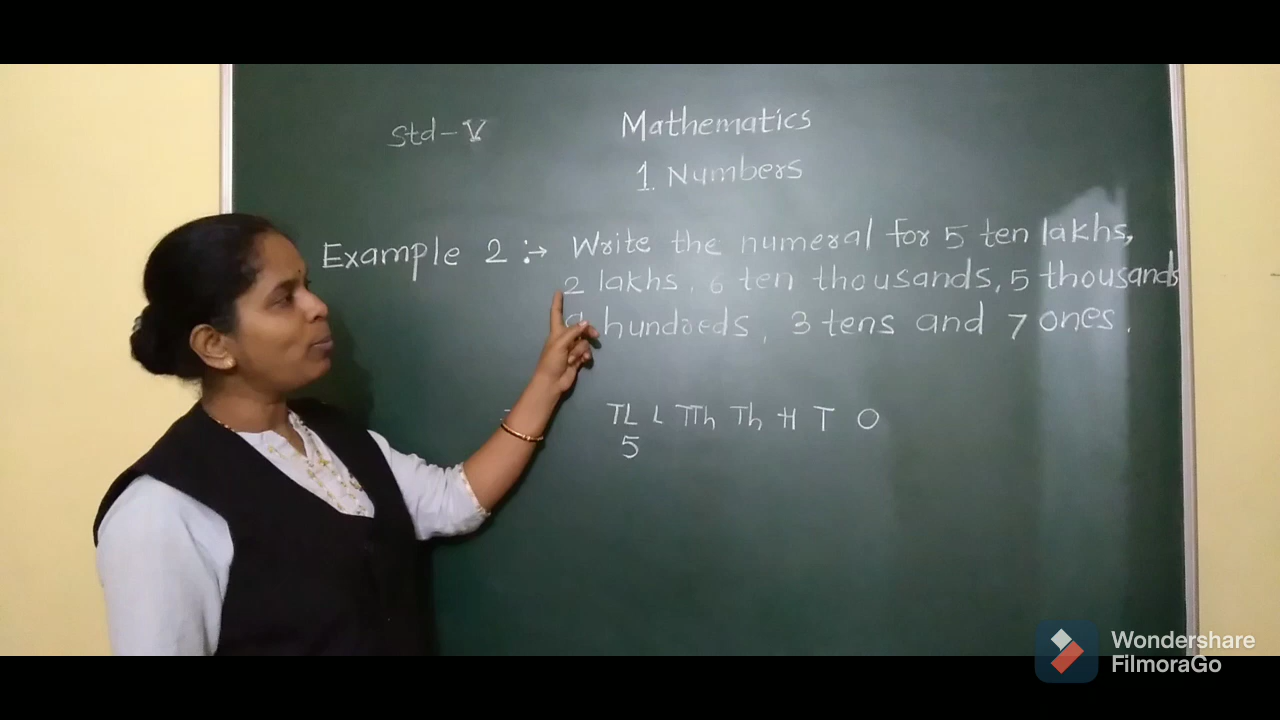 Std-V
Mathematics
1. Numbers
Example 2:→ Write the numeral for 5 ten lakhs,
2 lakhs, 6 ten thousands, 5 thousands
hundreds, 3 tens and 7 ones.
TL L TTh Th H T O
5
Wondershare
FilmoraGo